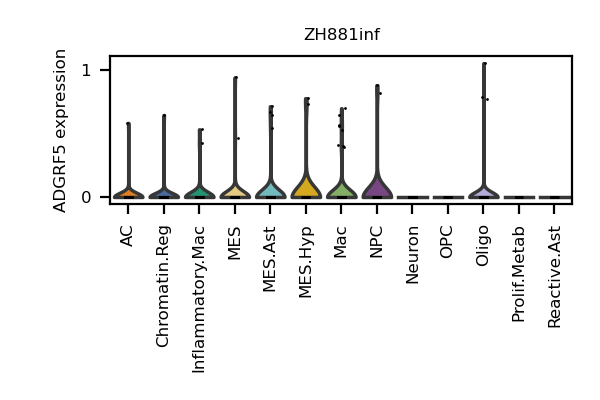 ZH881inf
ADGRF5 expression
1
0
AC
Chromatin.Reg
Inflammatory.Mac
MES
MES.Ast
MES.Hyp
Mac
NPC
Neuron
OPC
Oligo
Prolif.Metab
Reactive.Ast